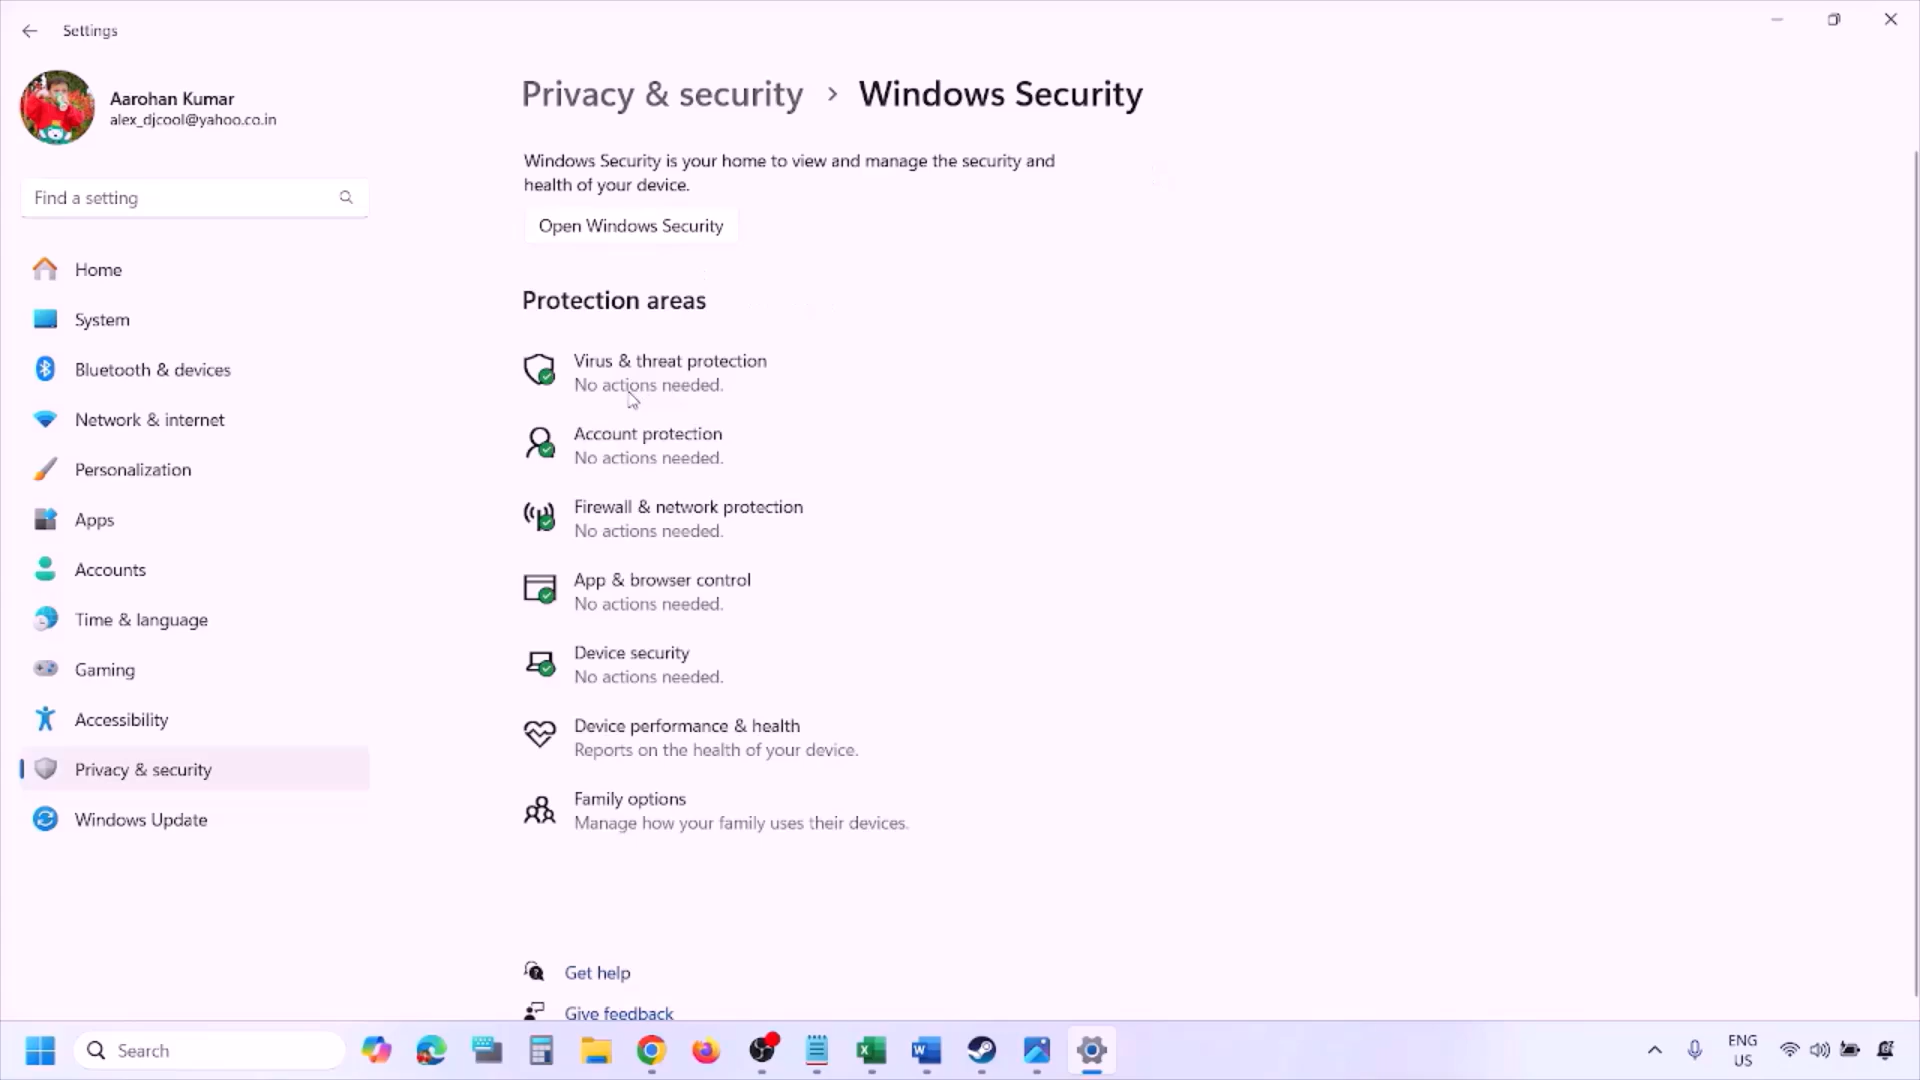 Settings
Aarohan Kumar
alex_djcool@yahoo.co.in
Find a setting
Home
System
Bluetooth & devices
Network & internet
Personalization
Apps
Accounts
Time & language
Gaming
Accessibility
Privacy & security
Windows Update
Privacy & security > Windows Security
Windows Security is your home to view and manage the security and
health of your device.
Open Windows Security
Protection areas
Virus & threat protection
No actions needed.
Account protection
No actions needed.
Firewall & network protection
No actions needed.
App & browser control
No actions needed.
Device security
No actions needed.
Device performance & health
Reports on the health of your device.
Family options
Manage how your family uses their devices.
Get help
Give feedback
Search
ENG
US